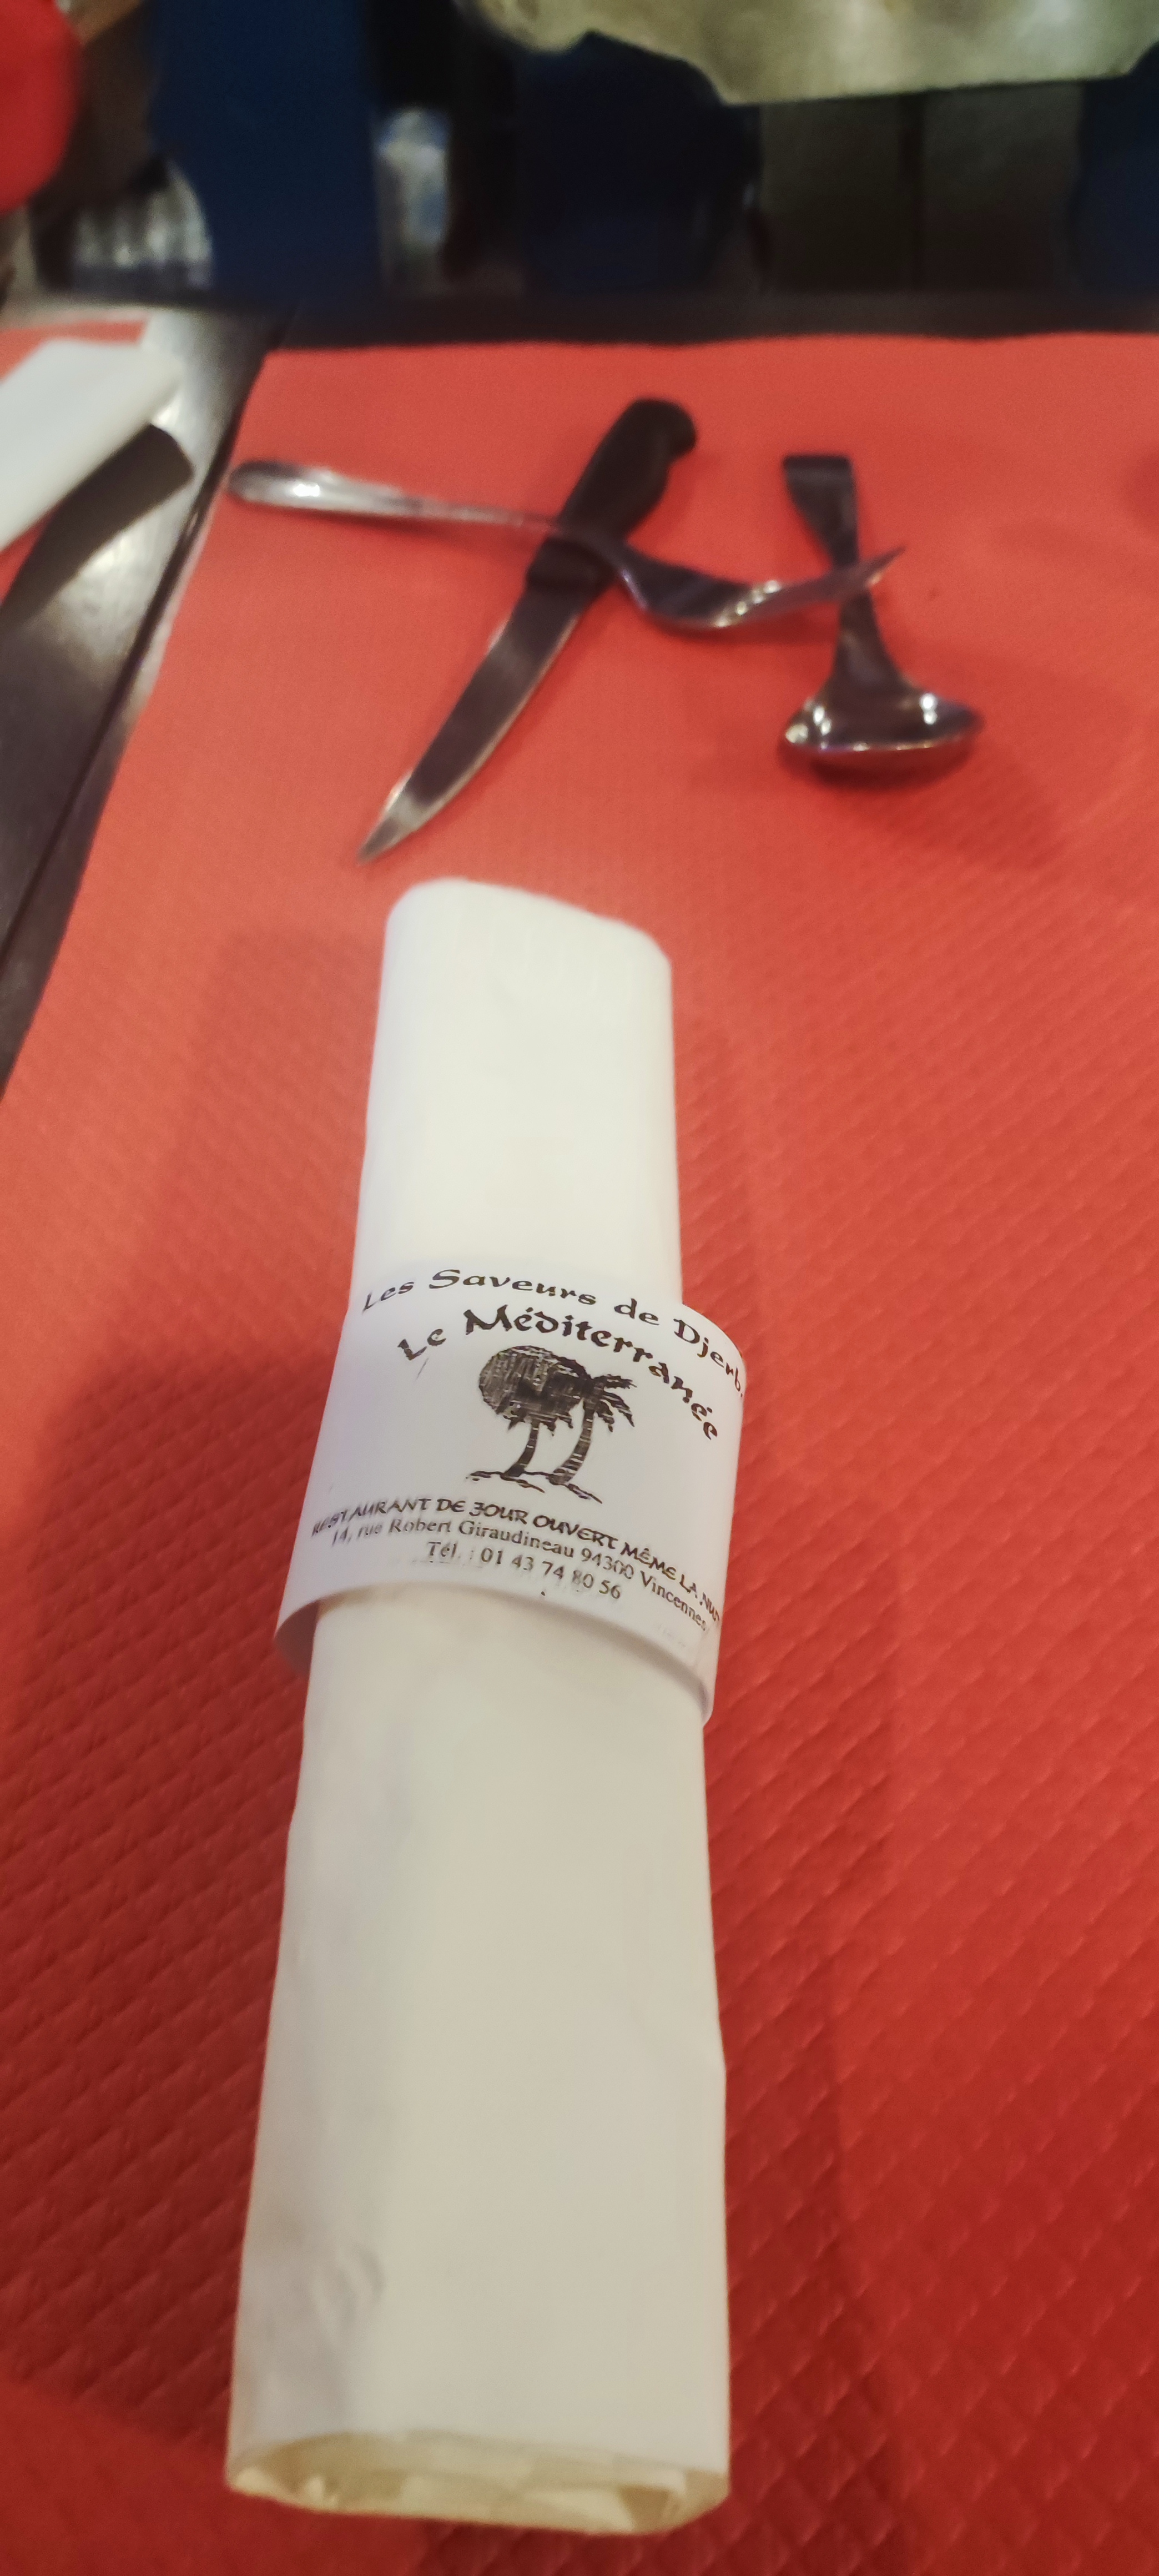 Les Saveurs de Djerb
Le Méditerranée
RESTAURANT DE JOUR OUVERT MÊME LA NUIT
14, rue Robert Giraudineau 94300 Vincennes
Tél. : 01 43 74 80 56